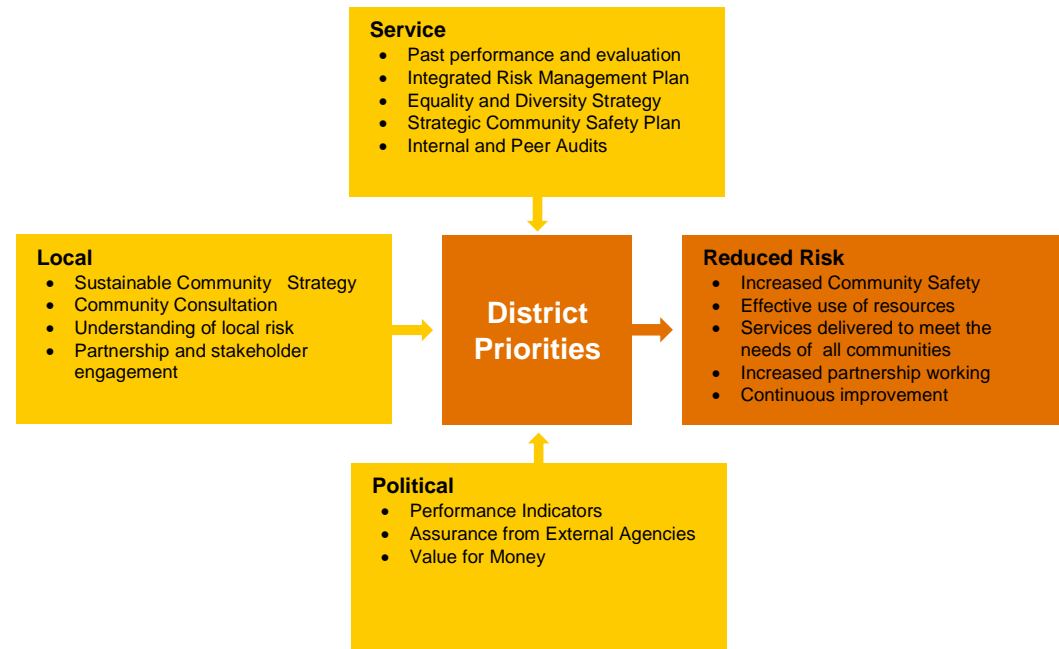 Service
• Past performance and evaluation
• Integrated Risk Management Plan
• Equality and Diversity Strategy
• Strategic Community Safety Plan
• Internal and Peer Audits
Local
• Sustainable Community Strategy
• Community Consultation
• Understanding of local risk
• Partnership and stakeholder
engagement
District
Priorities
Reduced Risk
• Increased Community Safety
• Effective use of resources
• Services delivered to meet the
needs of all communities
• Increased partnership working
• Continuous improvement
Political
• Performance Indicators
• Assurance from External Agencies
• Value for Money